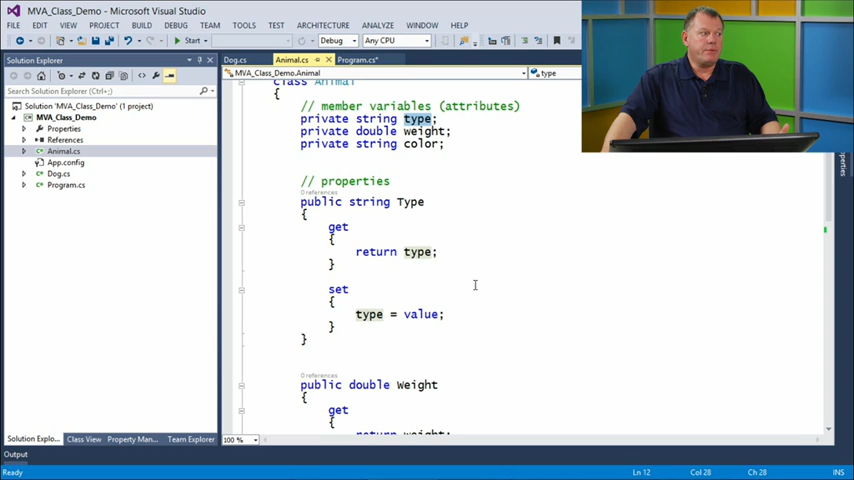 MVA_Class_Demo - Microsoft Visual Studio
FILE EDIT VIEW PROJECT BUILD DEBUG TEAM TOOLS TEST ARCHITECTURE ANALYZE WINDOW HELP
Start Debug Any CPU
Solution Explorer
Dog.cs Animal.cs Program.cs*
MVA_Class_Demo.Animal type
Search Solution Explorer (Ctrl+;)
Solution 'MVA_Class_Demo' (1 project)
MVA_Class_Demo
Properties
References
Animal.cs
App.config
Dog.cs
Program.cs
class Animal
{
// member variables (attributes)
private string type;
private double weight;
private string color;
// properties
0 references
public string Type
{
get
{
return type;
}
set
{
type = value;
}
}
0 references
public double Weight
{
get
{
return weight;
Properties
100 %
Solution Explo... Class View Property Man... Team Explorer
Output
Ready Ln 12 Col 28 Ch 28 INS